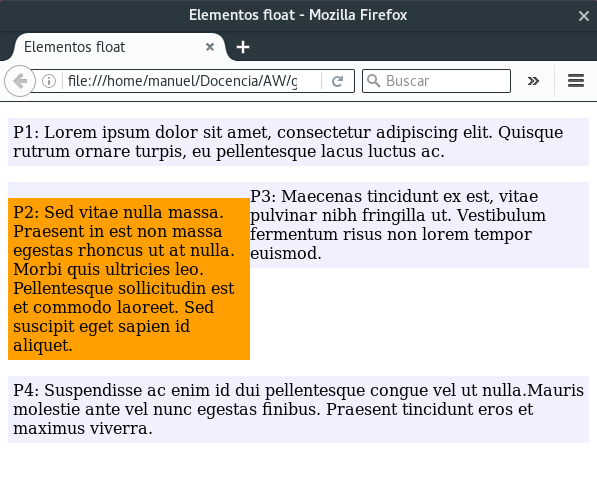 Elementos float - Mozilla Firefox
Elementos float
file:///home/manuel/Docencia/AW/g
Buscar
P1: Lorem ipsum dolor sit amet, consectetur adipiscing elit. Quisque
rutrum ornare turpis, eu pellentesque lacus luctus ac.
P2: Sed vitae nulla massa.
Praesent in est non massa
egestas rhoncus ut at nulla.
Morbi quis ultricies leo.
Pellentesque sollicitudin est
et commodo laoreet. Sed
suscipit eget sapien id
aliquet.
P3: Maecenas tincidunt ex est, vitae
pulvinar nibh fringilla ut. Vestibulum
fermentum risus non lorem tempor
euismod.
P4: Suspendisse ac enim id dui pellentesque congue vel ut nulla.Mauris
molestie ante vel nunc egestas finibus. Praesent tincidunt eros et
maximus viverra.